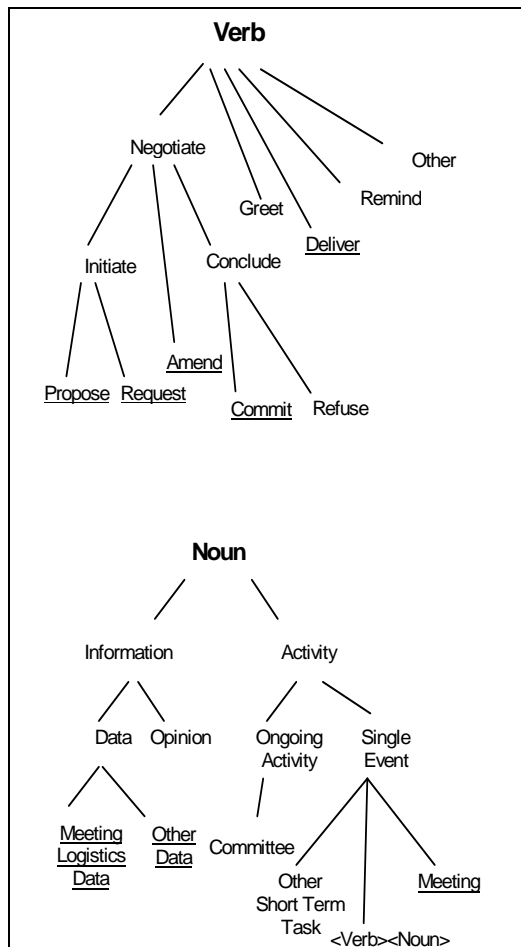 Verb
Negotiate
Other
Remind
Greet
Deliver
Initiate
Conclude
Amend
Propose
Request
Commit
Refuse
Noun
Information
Activity
Data
Opinion
Ongoing
Activity
Single
Event
Meeting
Logistics
Data
Other
Data
Committee
Other
Short Term
Task
<Verb><Noun>
Meeting